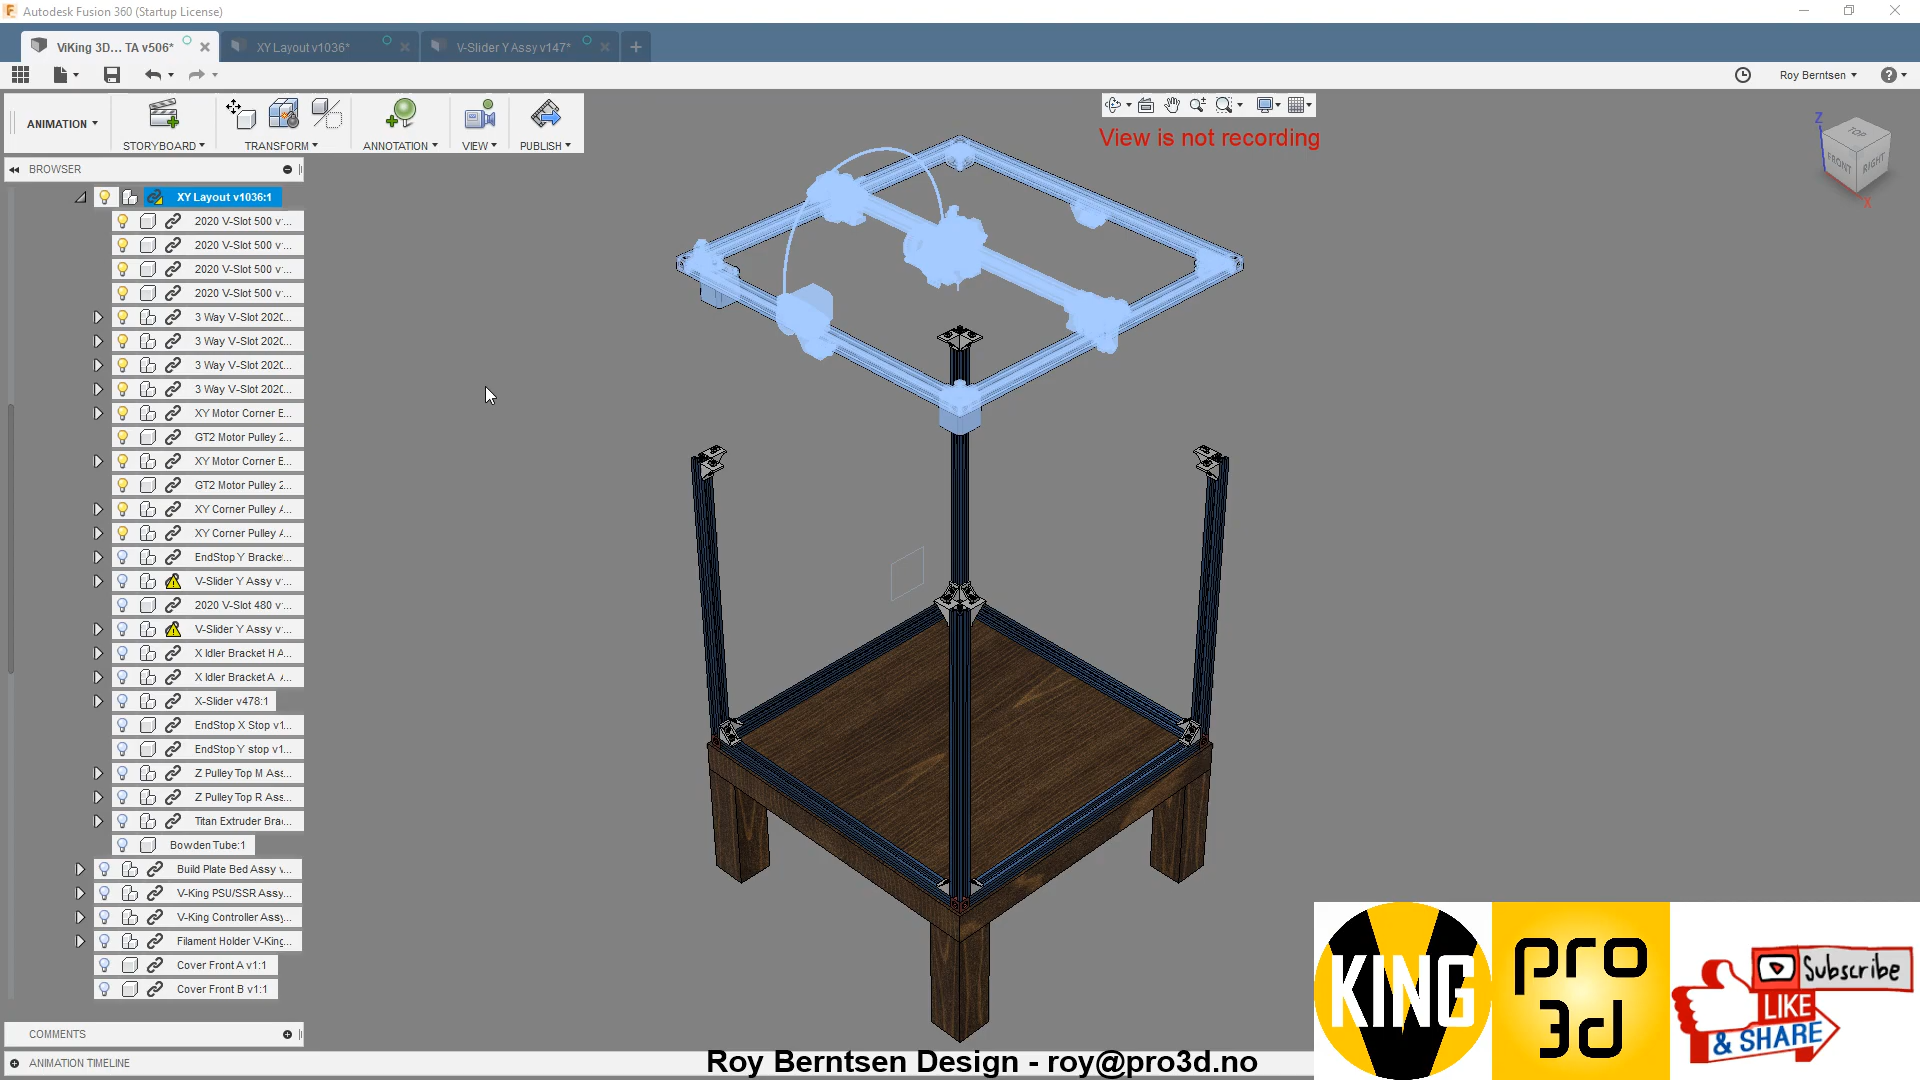 Autodesk Fusion 360 (Startup License)
ViKing 3D... TA v506*
XY Layout v1036*
V-Slider Y Assy v147*
Roy Berntsen
ANIMATION
STORYBOARD
TRANSFORM
ANNOTATION
VIEW
PUBLISH
View is not recording
Z
TOP
FRONT
RIGHT
X
BROWSER
XY Layout v1036:1
2020 V-Slot 500 v...
2020 V-Slot 500 v...
2020 V-Slot 500 v...
2020 V-Slot 500 v...
3 Way V-Slot 2020...
3 Way V-Slot 2020...
3 Way V-Slot 2020...
3 Way V-Slot 2020...
XY Motor Corner E...
GT2 Motor Pulley 2...
XY Motor Corner E...
GT2 Motor Pulley 2...
XY Corner Pulley A...
XY Corner Pulley A...
EndStop Y Bracke...
V-Slider Y Assy v...
2020 V-Slot 480 v...
V-Slider Y Assy v...
X Idler Bracket H A...
X Idler Bracket A A...
X-Slider v478:1
EndStop X Stop v1...
EndStop Y stop v1...
Z Pulley Top M Ass...
Z Pulley Top R Ass...
Titan Extruder Bra...
Bowden Tube:1
Build Plate Bed Assy v...
V-King PSU/SSR Assy...
V-King Controller Assy...
Filament Holder V-King...
Cover Front A v1:1
Cover Front B v1:1
COMMENTS
ANIMATION TIMELINE
Roy Berntsen Design - roy@pro3d.no
KING
pro
3d
Subscribe
LIKE
& SHARE